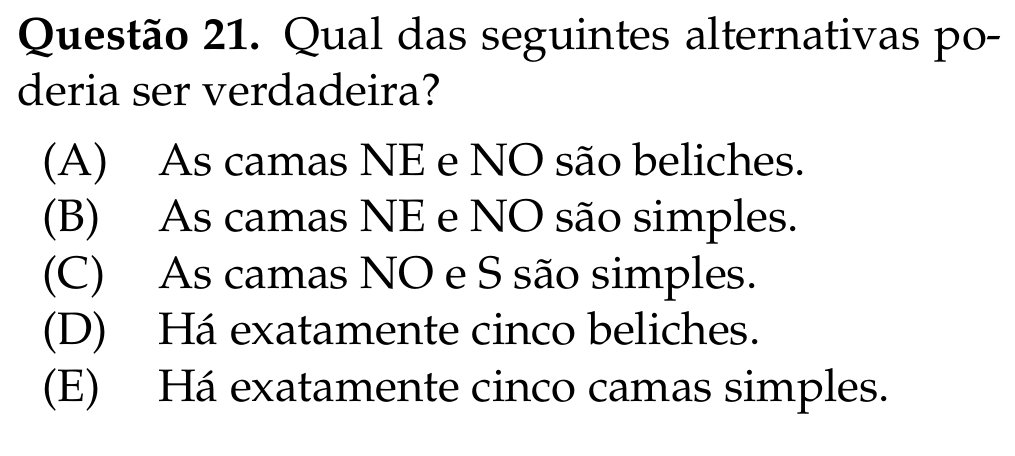 Questão 21. Qual das seguintes alternativas po-
deria ser verdadeira?
(A) As camas NE e NO são beliches.
(B) As camas NE e NO são simples.
(C) As camas NO e S são simples.
(D) Há exatamente cinco beliches.
(E) Há exatamente cinco camas simples.